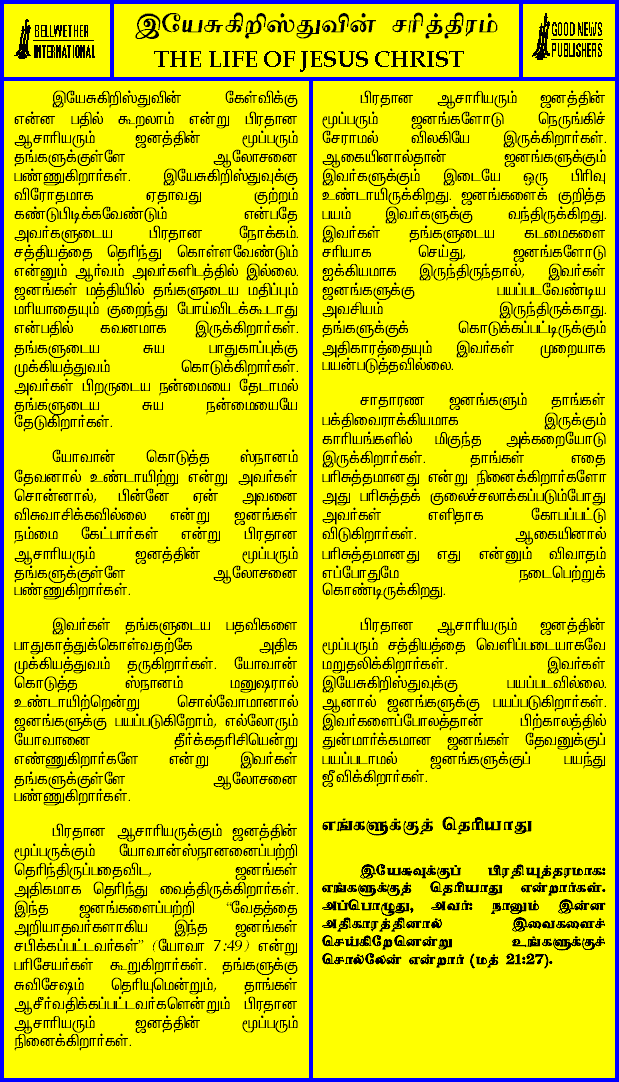 BELLWETHER
INTERNATIONAL
இயேசுகிறிஸ்துவின் சரித்திரம்
THE LIFE OF JESUS CHRIST
GOOD NEWS
PUBLISHERS
இயேசுகிறிஸ்துவின் கேள்விக்கு
என்ன பதில் கூறலாம் என்று பிரதான
ஆசாரியரும் ஜனத்தின் மூப்பரும்
தங்களுக்குள்ளே ஆலோசனை
பண்ணுகிறார்கள். இயேசுகிறிஸ்துவுக்கு
விரோதமாக ஏதாவது குற்றம்
கண்டுபிடிக்கவேண்டும் என்பதே
அவர்களுடைய பிரதான நோக்கம்.
சத்தியத்தை தெரிந்து கொள்ளவேண்டும்
என்னும் ஆர்வம் அவர்களிடத்தில் இல்லை.
ஜனங்கள் மத்தியில் தங்களுடைய மதிப்பும்
மரியாதையும் குறைந்து போய்விடக்கூடாது
என்பதில் கவனமாக இருக்கிறார்கள்.
தங்களுடைய சுய பாதுகாப்புக்கு
முக்கியத்துவம் கொடுக்கிறார்கள்.
அவர்கள் பிறருடைய நன்மையை தேடாமல்
தங்களுடைய சுய நன்மையையே
தேடுகிறார்கள்.
யோவான் கொடுத்த ஸ்நானம்
தேவனால் உண்டாயிற்று என்று அவர்கள்
சொன்னால், பின்னே ஏன் அவனை
விசுவாசிக்கவில்லை என்று ஜனங்கள்
நம்மை கேட்பார்கள் என்று பிரதான
ஆசாரியரும் ஜனத்தின் மூப்பரும்
தங்களுக்குள்ளே ஆலோசனை
பண்ணுகிறார்கள்.
இவர்கள் தங்களுடைய பதவிகளை
பாதுகாத்துக்கொள்வதற்கே அதிக
முக்கியத்துவம் தருகிறார்கள். யோவான்
கொடுத்த ஸ்நானம் மனுஷரால்
உண்டாயிற்றென்று சொல்வோமானால்
ஜனங்களுக்கு பயப்படுகிறோம், எல்லோரும்
யோவானை தீர்க்கதரிசியென்று
எண்ணுகிறார்களே என்று இவர்கள்
தங்களுக்குள்ளே ஆலோசனை
பண்ணுகிறார்கள்.
பிரதான ஆசாரியருக்கும் ஜனத்தின்
மூப்பருக்கும் யோவான்ஸ்நானனைப்பற்றி
தெரிந்திருப்பதைவிட, ஜனங்கள்
அதிகமாக தெரிந்து வைத்திருக்கிறார்கள்.
இந்த ஜனங்களைப்பற்றி “வேதத்தை
அறியாதவர்களாகிய இந்த ஜனங்கள்
சபிக்கப்பட்டவர்கள்” (யோவா 7:49) என்று
பரிசேயர்கள் கூறுகிறார்கள். தங்களுக்கு
சுவிசேஷம் தெரியுமென்றும், தாங்கள்
ஆசீர்வதிக்கப்பட்டவர்களென்றும் பிரதான
ஆசாரியரும் ஜனத்தின் மூப்பரும்
நினைக்கிறார்கள்.
பிரதான ஆசாரியரும் ஜனத்தின்
மூப்பரும் ஜனங்களோடு நெருங்கிச்
சேராமல் விலகியே இருக்கிறார்கள்.
ஆகையினால்தான் ஜனங்களுக்கும்
இவர்களுக்கும் இடையே ஒரு பிரிவு
உண்டாயிருக்கிறது. ஜனங்களைக் குறித்த
பயம் இவர்களுக்கு வந்திருக்கிறது.
இவர்கள் தங்களுடைய கடமைகளை
சரியாக செய்து, ஜனங்களோடு
ஐக்கியமாக இருந்திருந்தால், இவர்கள்
ஜனங்களுக்கு பயப்படவேண்டிய
அவசியம் இருந்திருக்காது.
தங்களுக்குக் கொடுக்கப்பட்டிருக்கும்
அதிகாரத்தையும் இவர்கள் முறையாக
பயன்படுத்தவில்லை.
சாதாரண ஜனங்களும் தாங்கள்
பக்திவைராக்கியமாக இருக்கும்
காரியங்களில் மிகுந்த அக்கறையோடு
இருக்கிறார்கள். தாங்கள் எதை
பரிசுத்தமானது என்று நினைக்கிறார்களோ
அது பரிசுத்தக் குலைச்சலாக்கப்படும்போது
அவர்கள் எளிதாக கோபப்பட்டு
விடுகிறார்கள். ஆகையினால்
பரிசுத்தமானது எது என்னும் விவாதம்
எப்போதுமே நடைபெற்றுக்
கொண்டிருக்கிறது.
பிரதான ஆசாரியரும் ஜனத்தின்
மூப்பரும் சத்தியத்தை வெளிப்படையாகவே
மறுதலிக்கிறார்கள். இவர்கள்
இயேசுகிறிஸ்துவுக்கு பயப்படவில்லை.
ஆனால் ஜனங்களுக்கு பயப்படுகிறார்கள்.
இவர்களைப்போலத்தான் பிற்காலத்தில்
துன்மார்க்கமான ஜனங்கள் தேவனுக்குப்
பயப்படாமல் ஜனங்களுக்குப் பயந்து
ஜீவிக்கிறார்கள்.
எங்களுக்குத் தெரியாது
இயேசுவுக்குப் பிரதியுத்தரமாக:
எங்களுக்குத் தெரியாது என்றார்கள்.
அப்பொழுது, அவர்: நானும் இன்ன
அதிகாரத்தினால் இவைகளைச்
செய்கிறேனென்று உங்களுக்குச்
சொல்லேன் என்றார் (மத் 21:27).